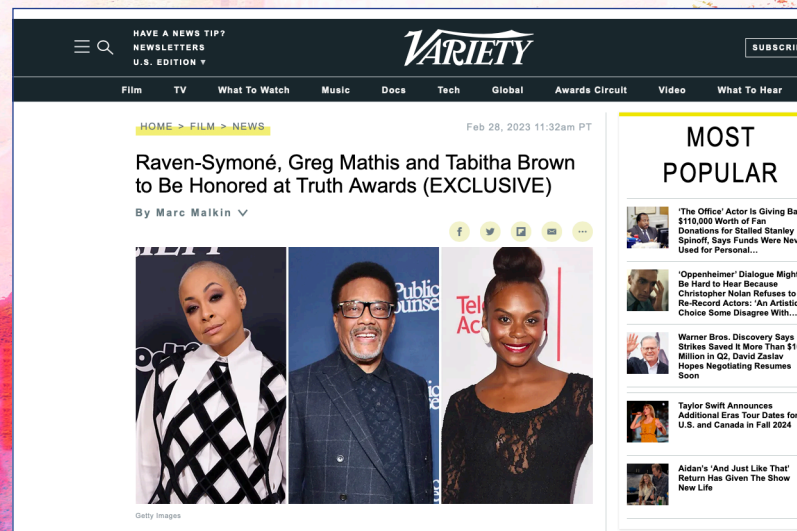 HAVE A NEWS TIP?
NEWSLETTERS
U.S. EDITION ▼
VARIETY
Film TV What To Watch Music Docs Tech Global Awards Circuit Video What To Hear
HOME > FILM > NEWS
Feb 28, 2023 11:32am PT
Raven-Symoné, Greg Mathis and Tabitha Brown
to Be Honored at Truth Awards (EXCLUSIVE)
By Marc Malkin
Public
Getty Images
MOST
POPULAR
'The Office' Actor Is Giving
$110,000 Worth of Fan
Donations for Stalled Stanley
Spinoff, Says Funds Were
Used for Personal...
'Oppenheimer' Dialogue Might
Be Hard to Hear Because
Christopher Nolan Refuses to
Re-Record Actors: 'An Artistic
Choice Some Disagree With...
Warner Bros. Discovery Says
Strikes Saved It More Than
Million in Q2, David Zaslav
Hopes Negotiating Resumes
Soon
Taylor Swift Announces
Additional Eras Tour Dates for
U.S. and Canada in Fall 2024
Aidan's 'And Just Like That'
Return Has Given The Show
New Life